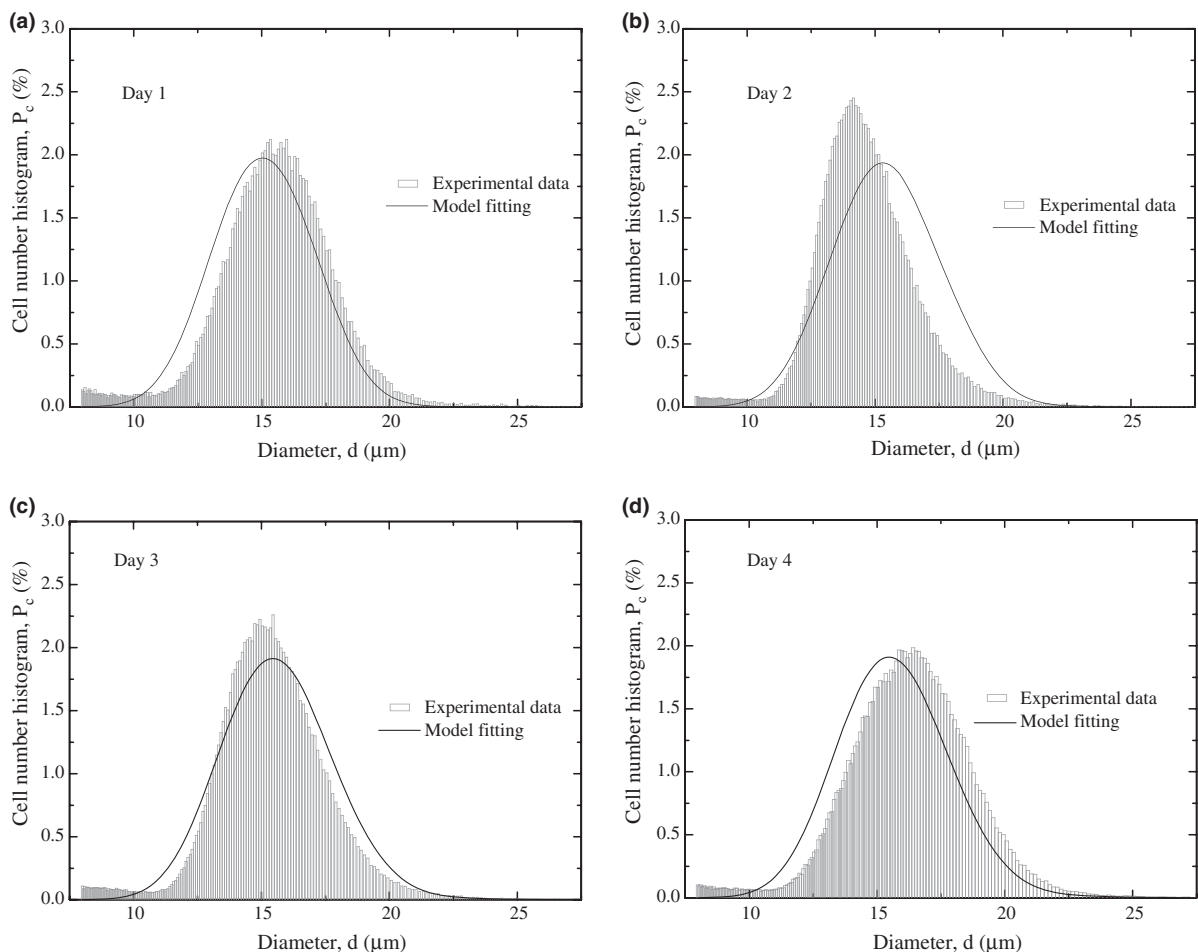 (a)
3.0
2.5
2.0
1.5
1.0
0.5
0.0
Cell number histogram, P_c (%)
Day 1
Experimental data
Model fitting
10
15
20
25
Diameter, d (μm)
(b)
3.0
2.5
2.0
1.5
1.0
0.5
0.0
Cell number histogram, P_c (%)
Day 2
Experimental data
Model fitting
10
15
20
25
Diameter, d (μm)
(c)
3.0
2.5
2.0
1.5
1.0
0.5
0.0
Cell number histogram, P_c (%)
Day 3
Experimental data
Model fitting
10
15
20
25
Diameter, d (μm)
(d)
3.0
2.5
2.0
1.5
1.0
0.5
0.0
Cell number histogram, P_c (%)
Day 4
Experimental data
Model fitting
10
15
20
25
Diameter, d (μm)